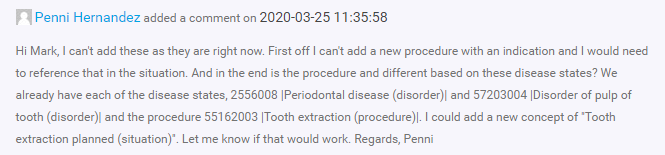 Penni Hernandez added a comment on 2020-03-25 11:35:58
Hi Mark, I can't add these as they are right now. First off I can't add a new procedure with an indication and I would need
to reference that in the situation. And in the end is the procedure and different based on these disease states? We
already have each of the disease states, 2556008 |Periodontal disease (disorder)| and 57203004 |Disorder of pulp of
tooth (disorder)| and the procedure 55162003 |Tooth extraction (procedure)|. I could add a new concept of "Tooth
extraction planned (situation)". Let me know if that would work. Regards, Penni